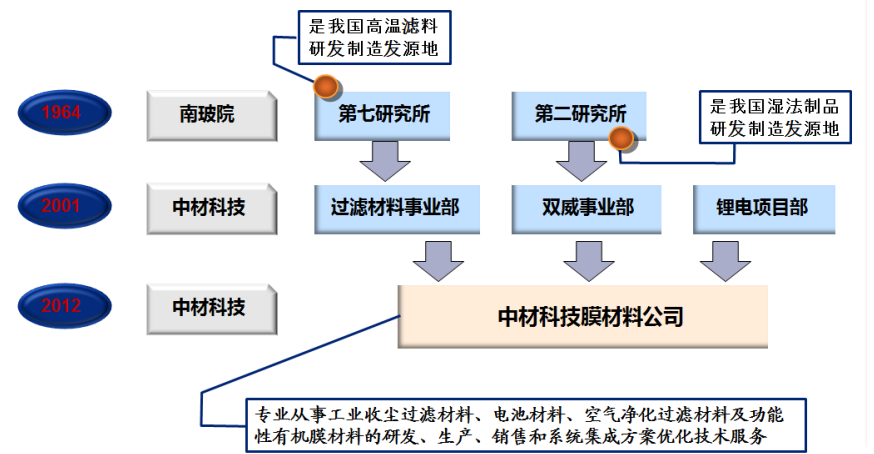 是我国高温滤料
研发制造发源地
1964
南玻院
第七研究所
第二研究所
是我国湿法制品
研发制造发源地
2001
中材科技
过滤材料事业部
双威事业部
锂电项目部
2012
中材科技
中材科技膜材料公司
专业从事工业收尘过滤材料、电池材料、空气净化过滤材料及功能
性有机膜材料的研发、生产、销售和系统集成方案优化技术服务